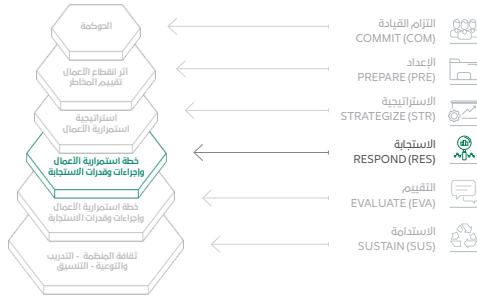 الحوكمة
التزام القيادة
COMMIT (COM)
أثر انقطاع الأعمال
تقييم المخاطر
الإعداد
PREPARE (PRE)
استراتيجية
استمرارية الأعمال
الاستراتيجية
STRATEGIZE (STR)
خطة استمرارية الأعمال
وإجراءات وقدرات الاستجابة
الاستجابة
RESPOND (RES)
خطة استمرارية الأعمال
وإجراءات وقدرات الاستجابة
التقييم
EVALUATE (EVA)
ثقافة المنظمة - التدريب
والتوعية - التنسيق
الاستدامة
SUSTAIN (SUS)